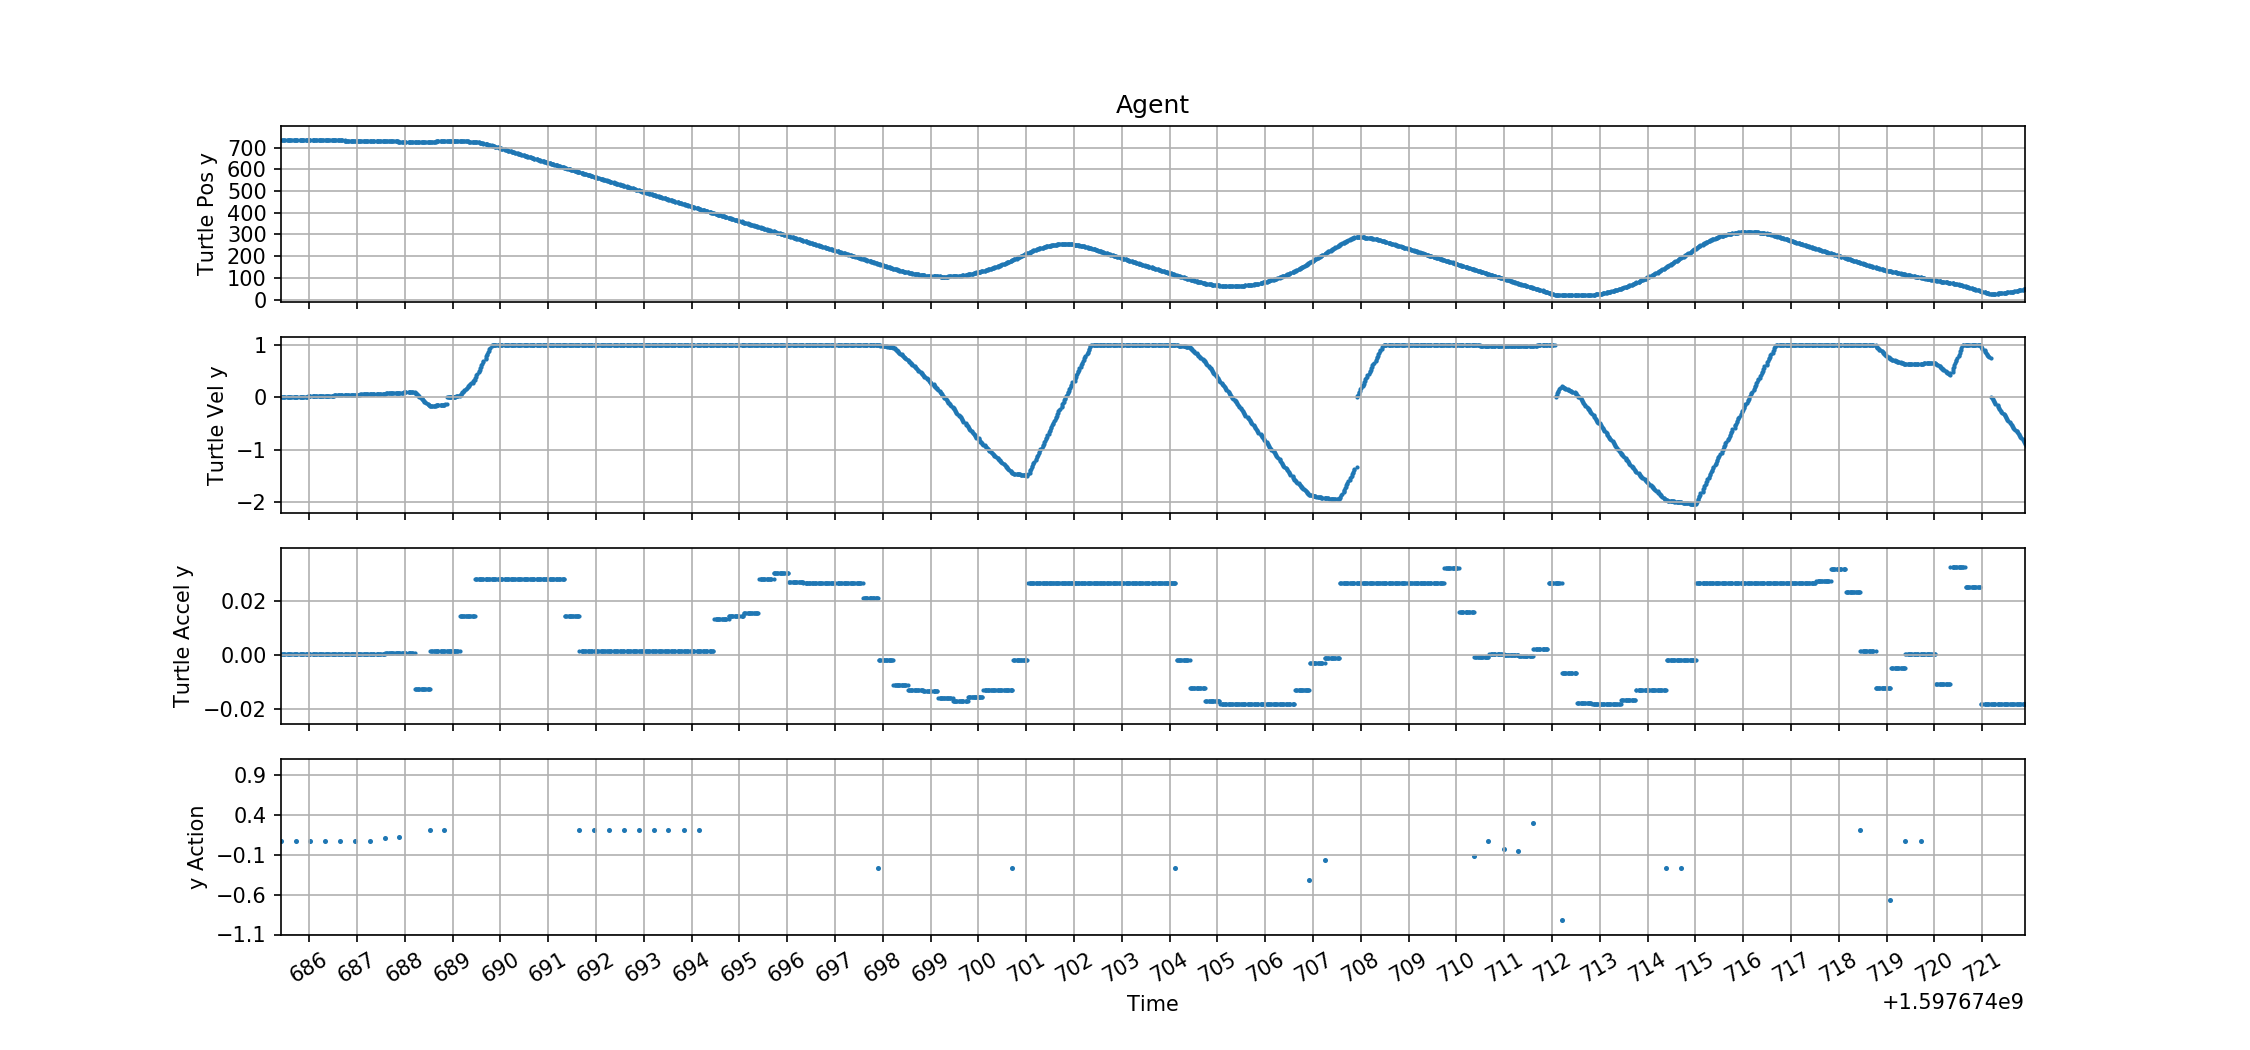 Agent
Turtle Pos y
700
600
500
400
300
200
100
0
Turtle Vel y
1
0
−1
−2
Turtle Accel y
0.02
0.00
−0.02
y Action
0.9
0.4
−0.1
−0.6
−1.1
686 687 688 689 690 691 692 693 694 695 696 697 698 699 700 701 702 703 704 705 706 707 708 709 710 711 712 713 714 715 716 717 718 719 720 721
Time
+1.597674e9